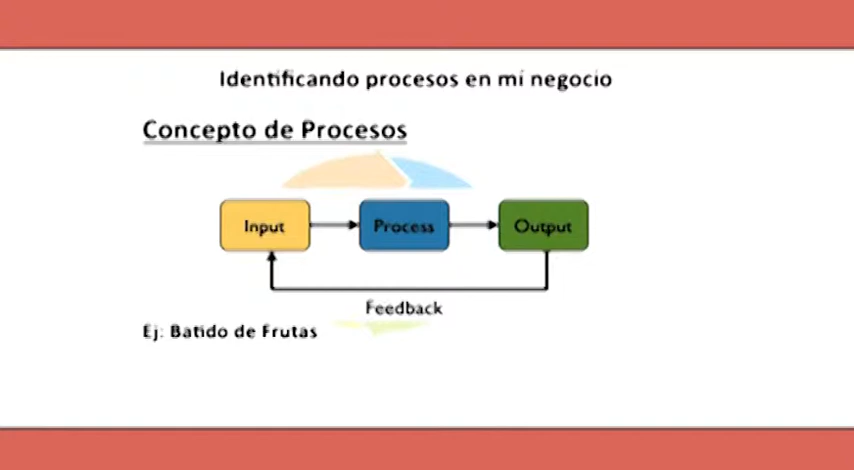 Identificando procesos en mi negocio
Concepto de Procesos
Input
Process
Output
Feedback
Ej: Batido de Frutas